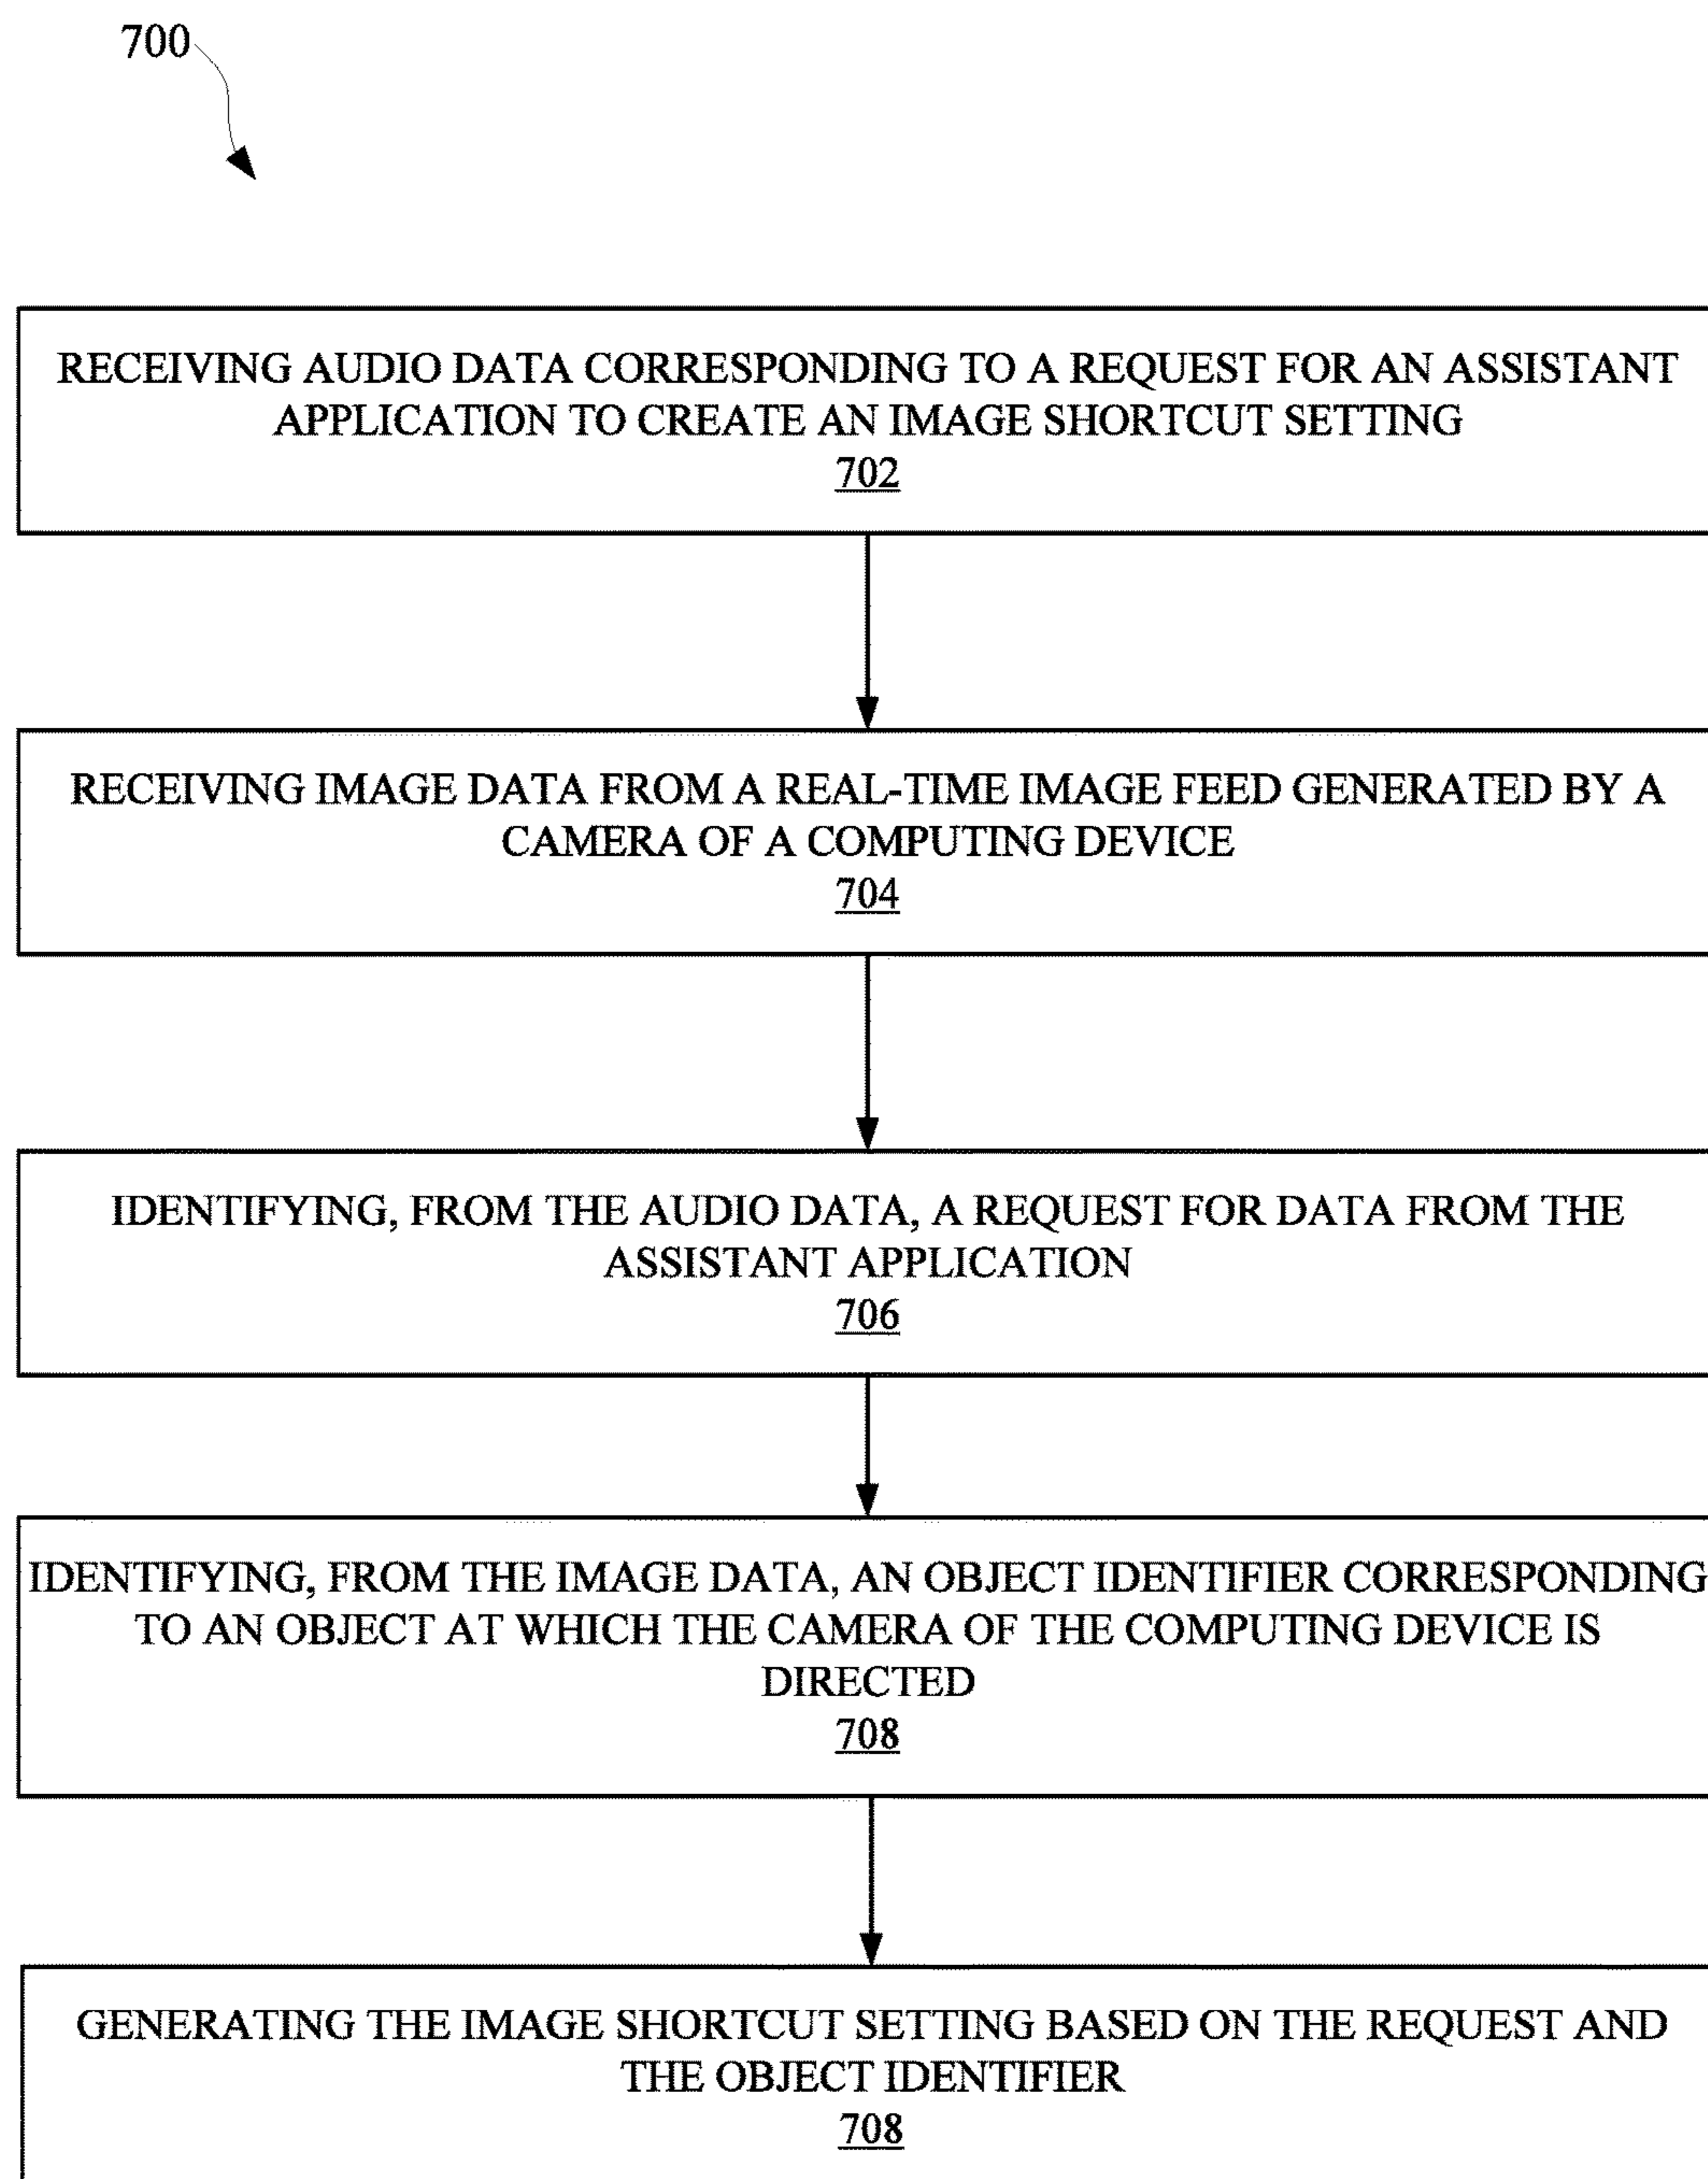 700
RECEIVING AUDIO DATA CORRESPONDING TO A REQUEST FOR AN ASSISTANT
APPLICATION TO CREATE AN IMAGE SHORTCUT SETTING
702
RECEIVING IMAGE DATA FROM A REAL-TIME IMAGE FEED GENERATED BY A
CAMERA OF A COMPUTING DEVICE
704
IDENTIFYING, FROM THE AUDIO DATA, A REQUEST FOR DATA FROM THE
ASSISTANT APPLICATION
706
IDENTIFYING, FROM THE IMAGE DATA, AN OBJECT IDENTIFIER CORRESPONDING
TO AN OBJECT AT WHICH THE CAMERA OF THE COMPUTING DEVICE IS
DIRECTED
708
GENERATING THE IMAGE SHORTCUT SETTING BASED ON THE REQUEST AND
THE OBJECT IDENTIFIER
708